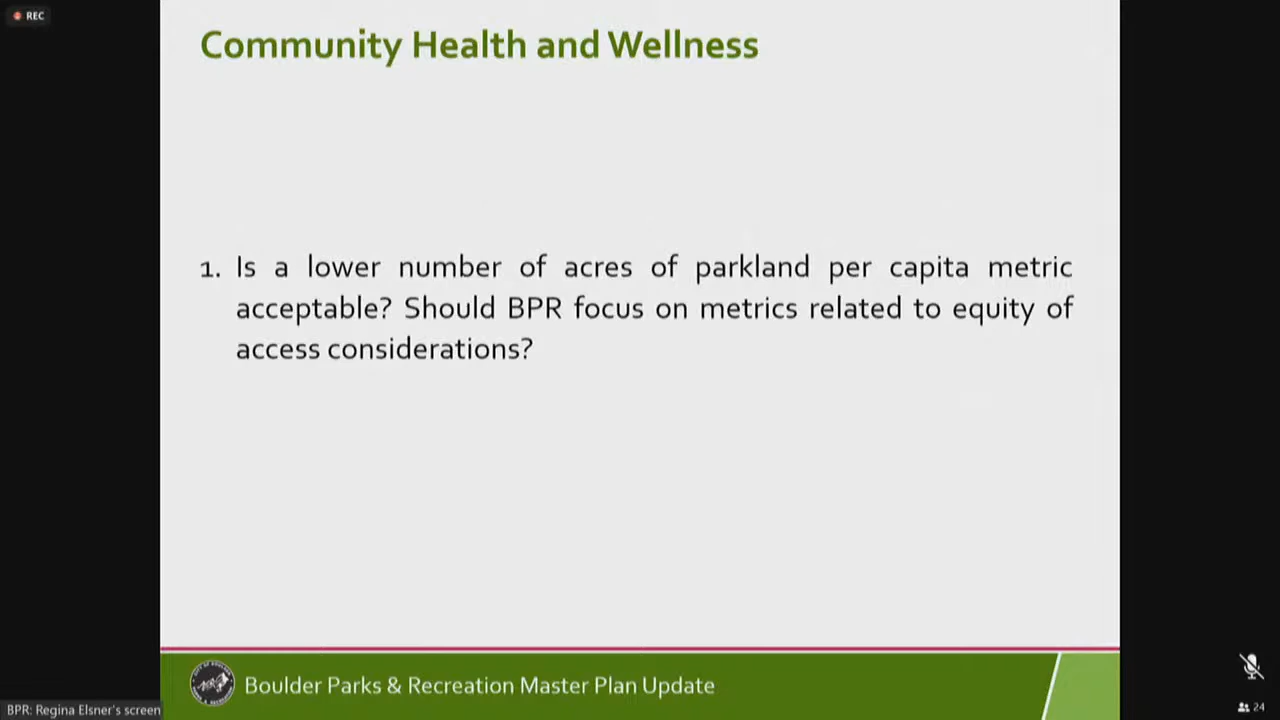 REC
Community Health and Wellness
1. Is a lower number of acres of parkland per capita metric
acceptable? Should BPR focus on metrics related to equity of
access considerations?
Boulder Parks & Recreation Master Plan Update
BPR: Regina Elsner's screen
24